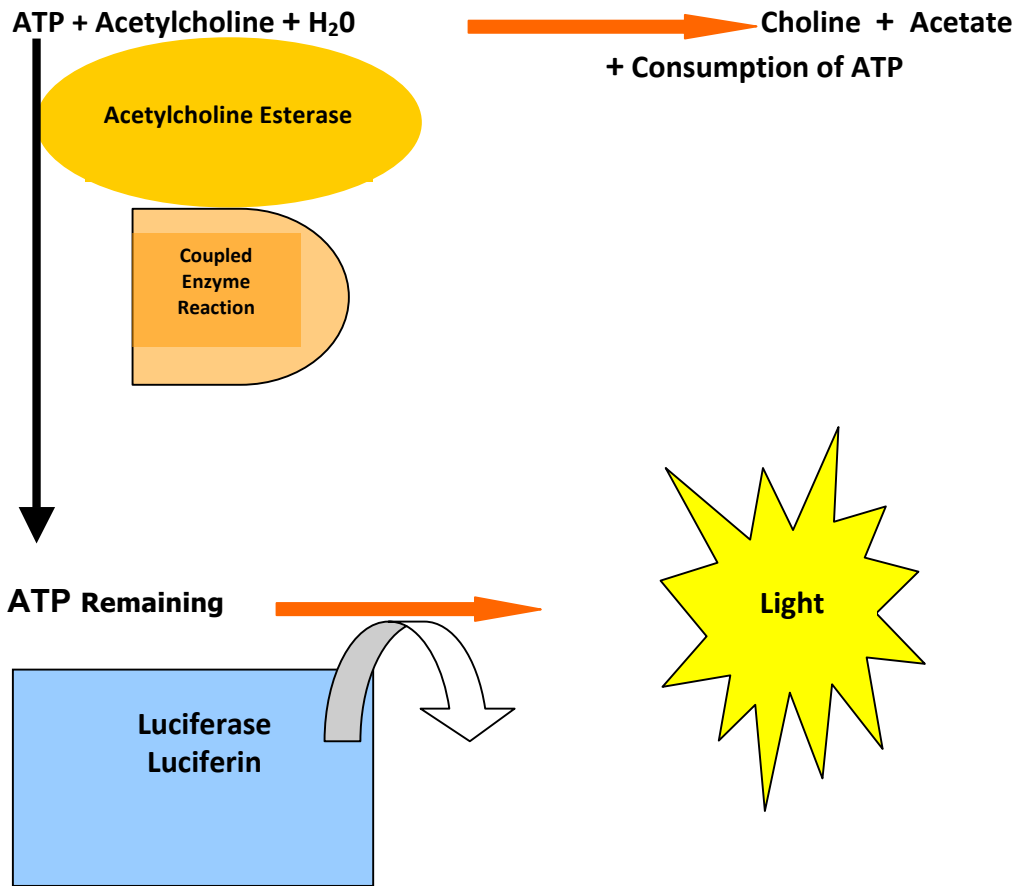 ATP + Acetylcholine + H₂0 Choline + Acetate
+ Consumption of ATP
Acetylcholine Esterase
Coupled
Enzyme
Reaction
ATP Remaining
Light
Luciferase
Luciferin